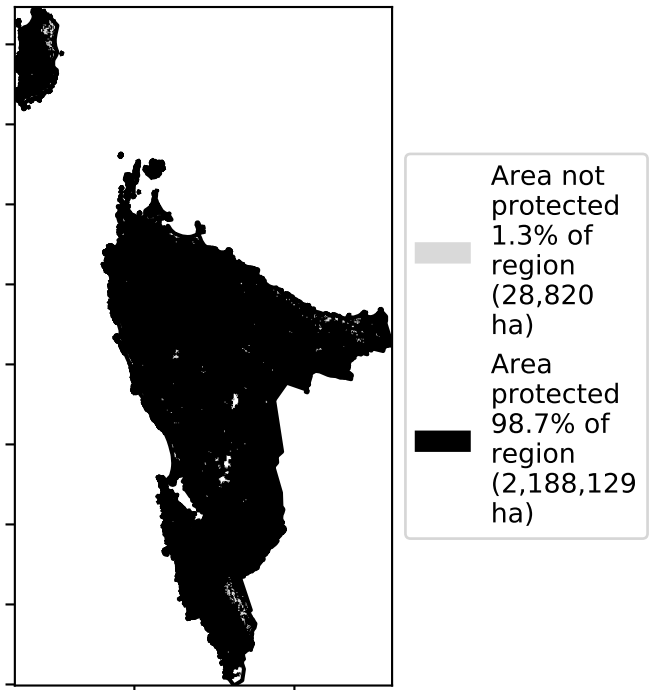 Area not
protected
1.3% of
region
(28,820
ha)
Area
protected
98.7% of
region
(2,188,129
ha)